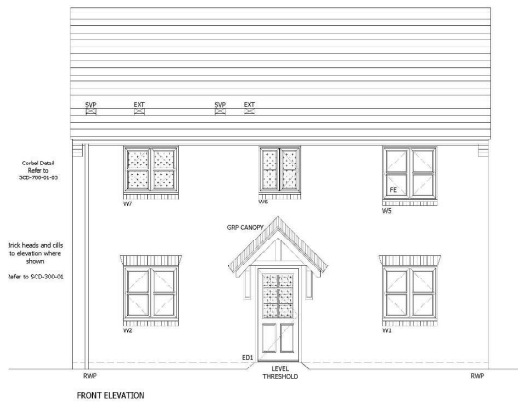 SVP EXT SVP EXT
Corbel Detail
Refer to
SCD-700-01-03
FE
W7 W6 W5
GRP CANOPY
brick heads and cills
to elevation where
shown
Refer to SCD-300-01
W2 W1
ED1
LEVEL
THRESHOLD
RWP RWP
FRONT ELEVATION